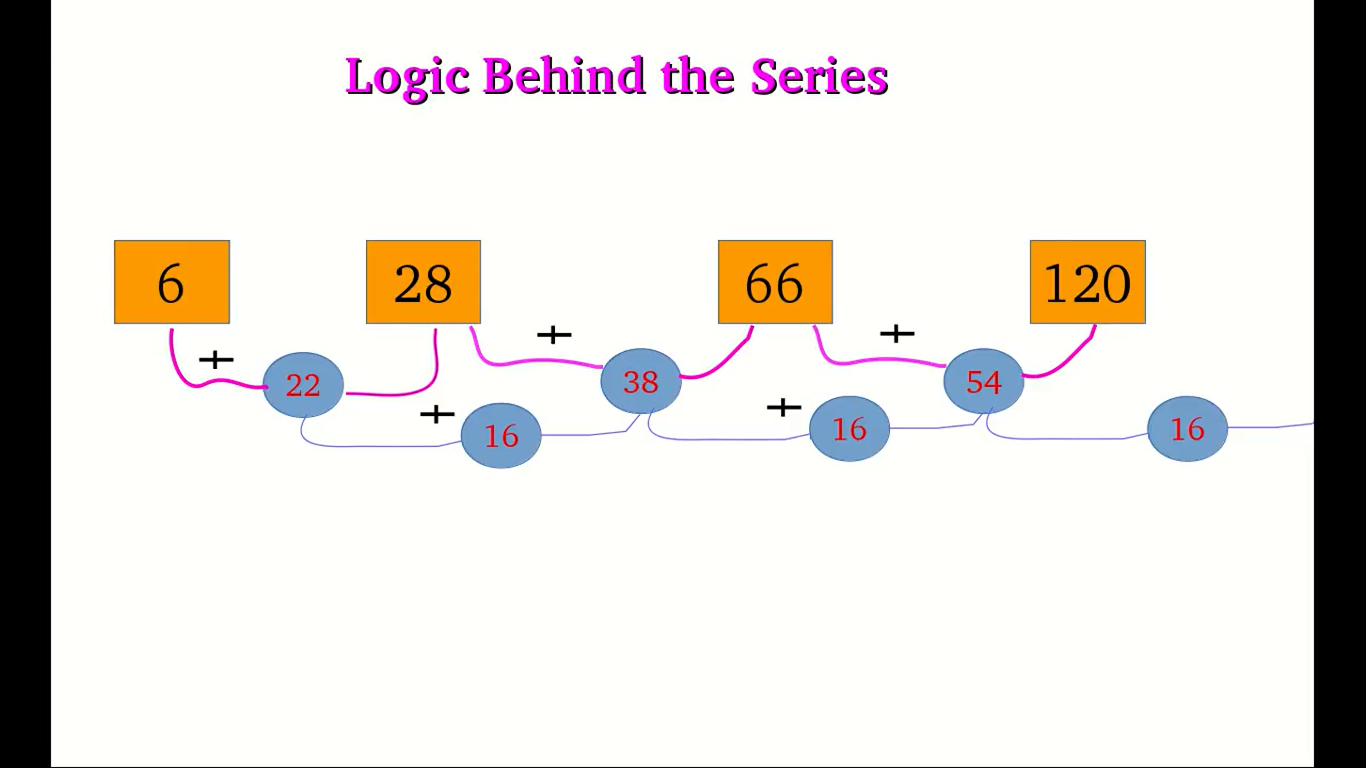 Logic Behind the Series
6 28 66 120
+ + +
22 38 54
+ +
16 16 16